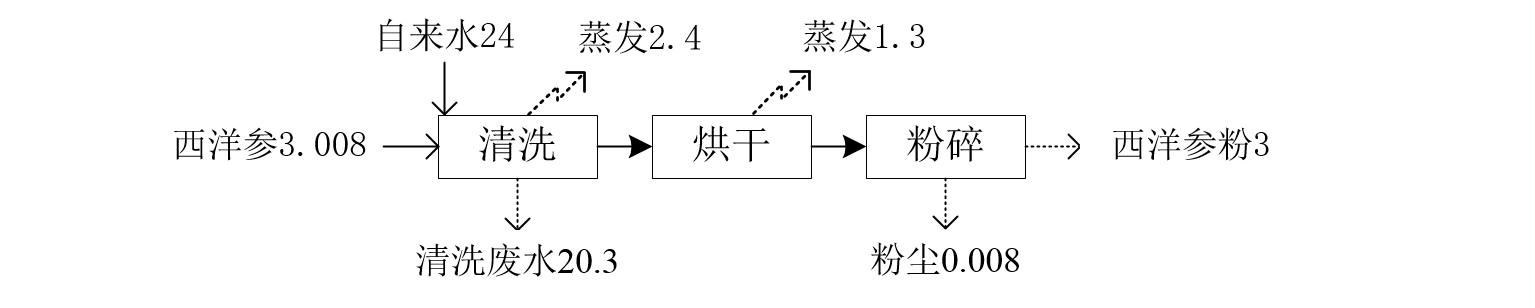 自来水24 蒸发2.4 蒸发1.3
西洋参3.008 清洗 烘干 粉碎 西洋参粉3
清洗废水20.3 粉尘0.008